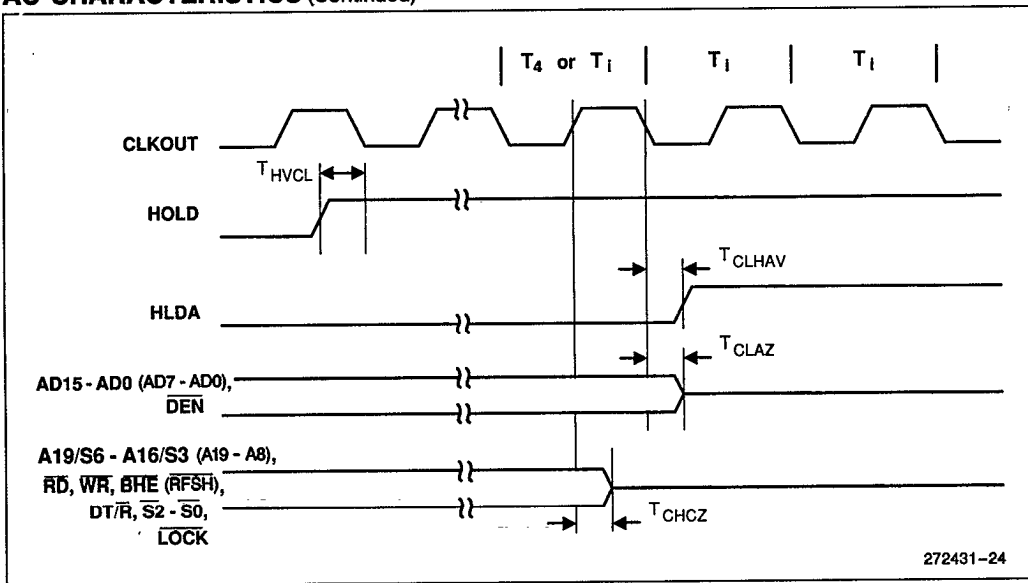 AC CHARACTERISTICS (Continued)
T4 or Ti Ti Ti
CLKOUT
THVCL
HOLD
TCLHAV
HLDA
TCLAZ
AD15 - AD0 (AD7 - AD0),
DEN
A19/S6 - A16/S3 (A19 - A8),
RD, WR, BHE (RFSH),
DT/R, S2 - S0,
LOCK
TCHCZ
272431-24